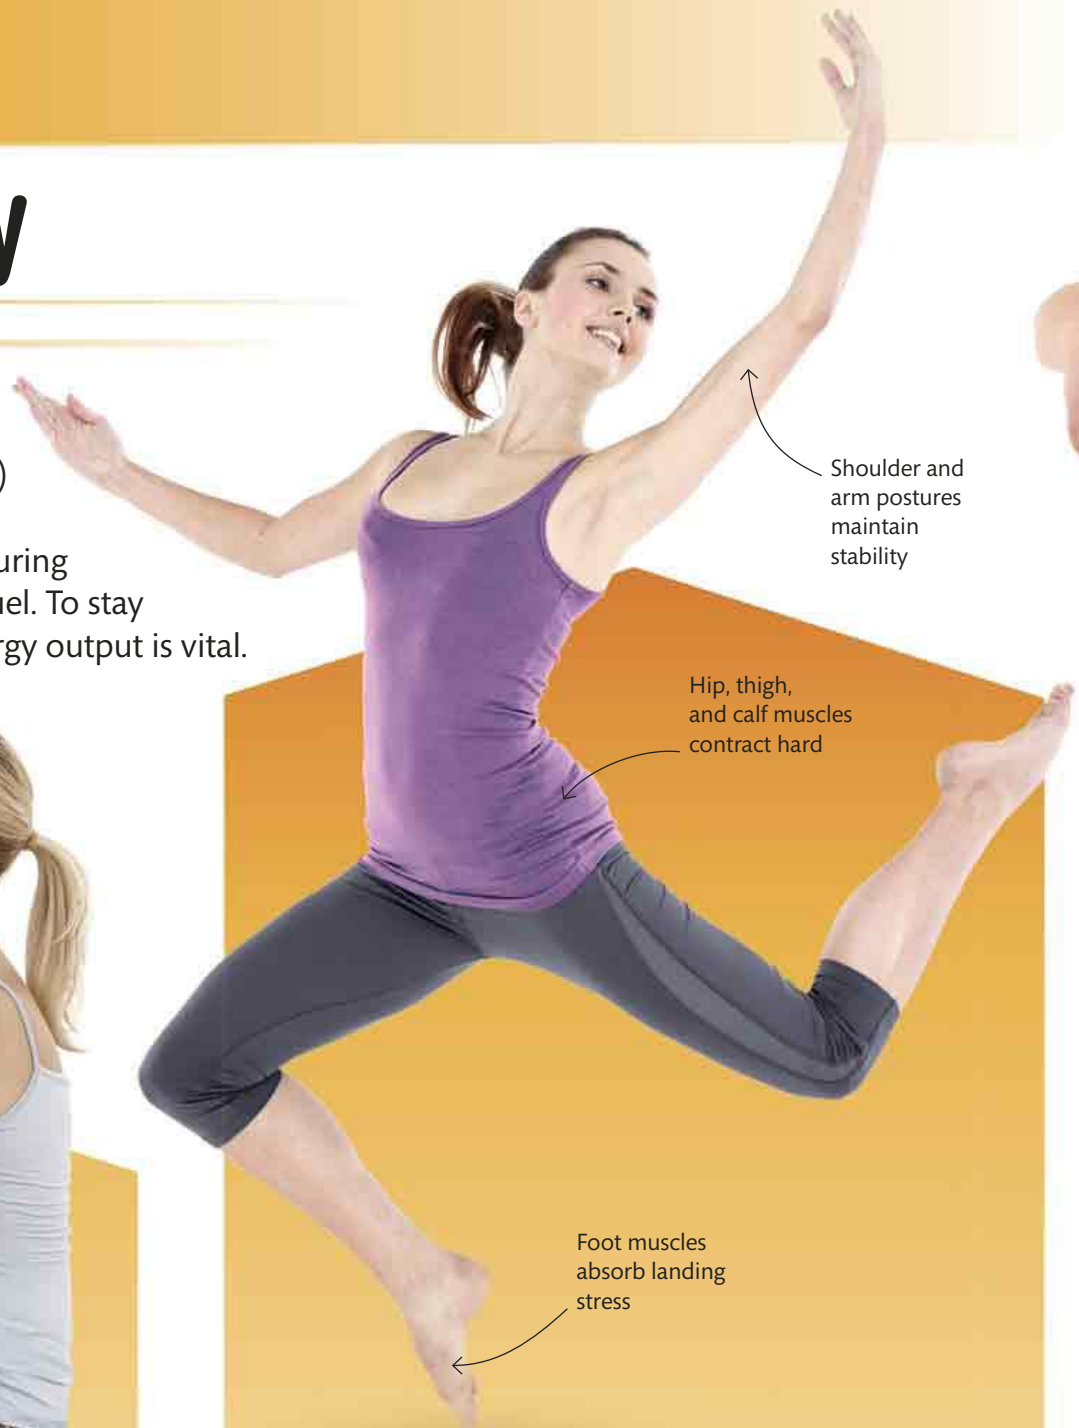 y
)
uring
uel. To stay
rgy output is vital.
Shoulder and
arm postures
maintain
stability
Hip, thigh,
and calf muscles
contract hard
Foot muscles
absorb landing
stress